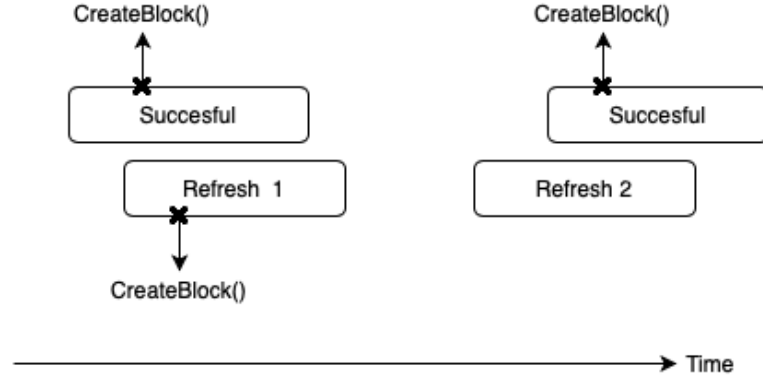 CreateBlock() CreateBlock()
Succesful Succesful
Refresh 1 Refresh 2
CreateBlock()
Time